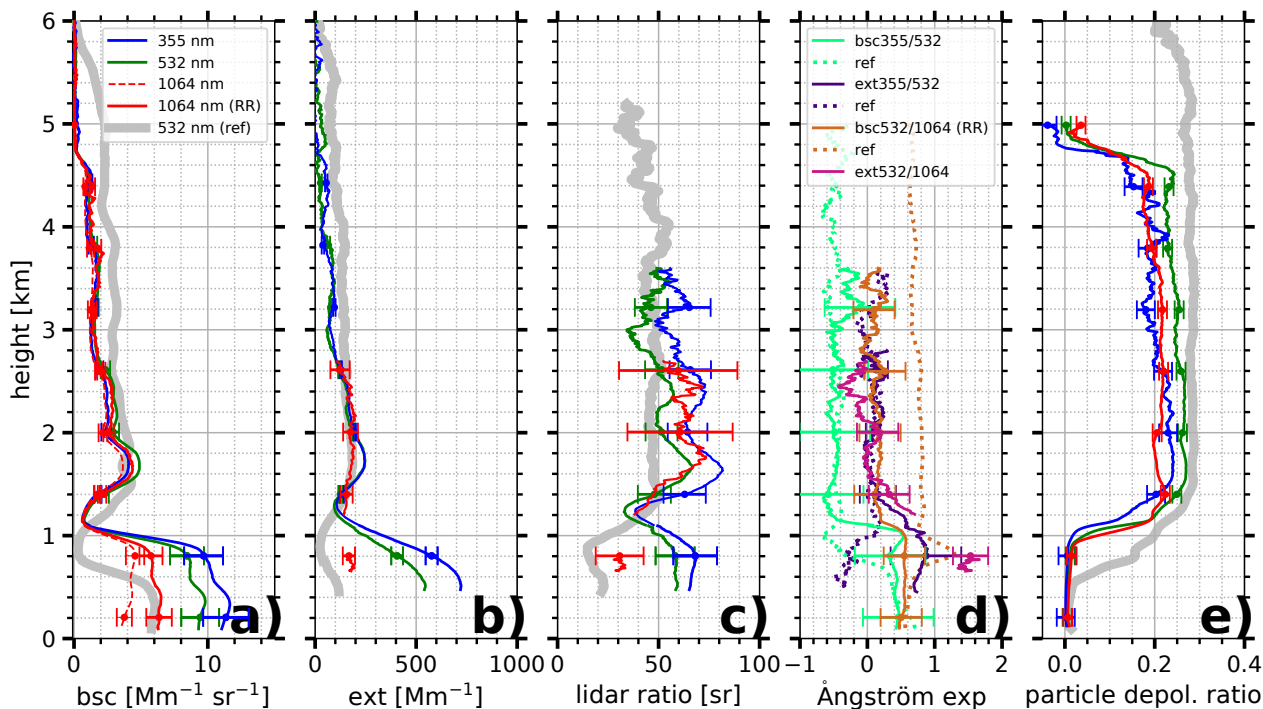 6
5
4
3
2
1
0
height [km]
355 nm
532 nm
1064 nm
1064 nm (RR)
532 nm (ref)
a)
0
10
bsc [Mm⁻¹ sr⁻¹]
b)
0
500
1000
ext [Mm⁻¹]
c)
0
50
100
lidar ratio [sr]
bsc355/532
ref
ext355/532
ref
bsc532/1064 (RR)
ref
ext532/1064
d)
−1
0
1
2
Ångström exp
e)
0.0
0.2
0.4
particle depol. ratio